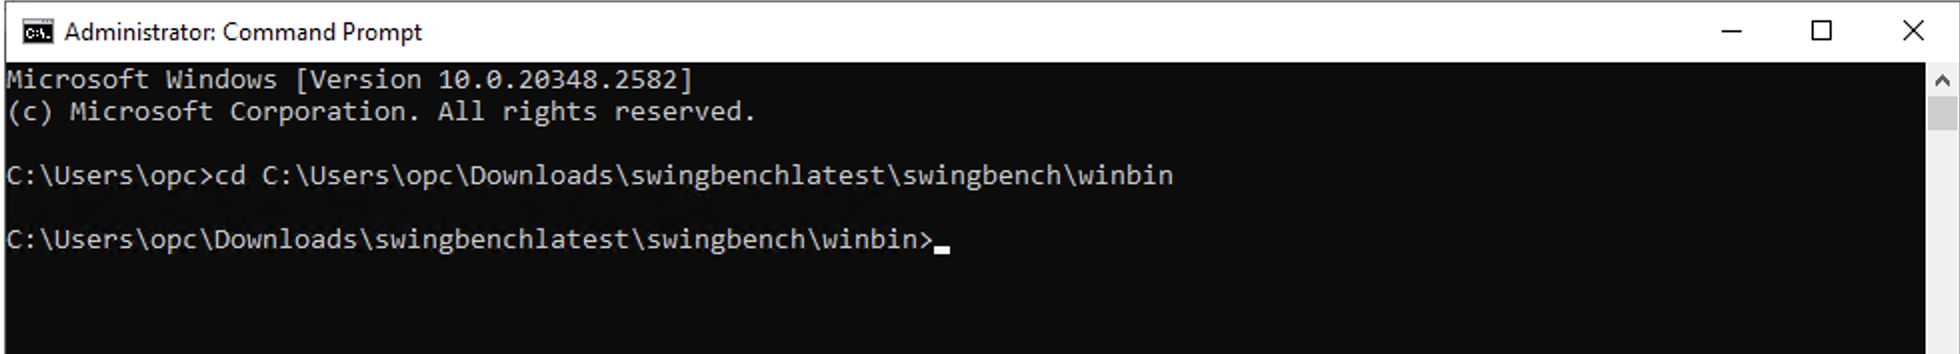 Administrator: Command Prompt
Microsoft Windows [Version 10.0.20348.2582]
(c) Microsoft Corporation. All rights reserved.
C:\Users\opc>cd C:\Users\opc\Downloads\swingbenchlatest\swingbench\winbin
C:\Users\opc\Downloads\swingbenchlatest\swingbench\winbin>